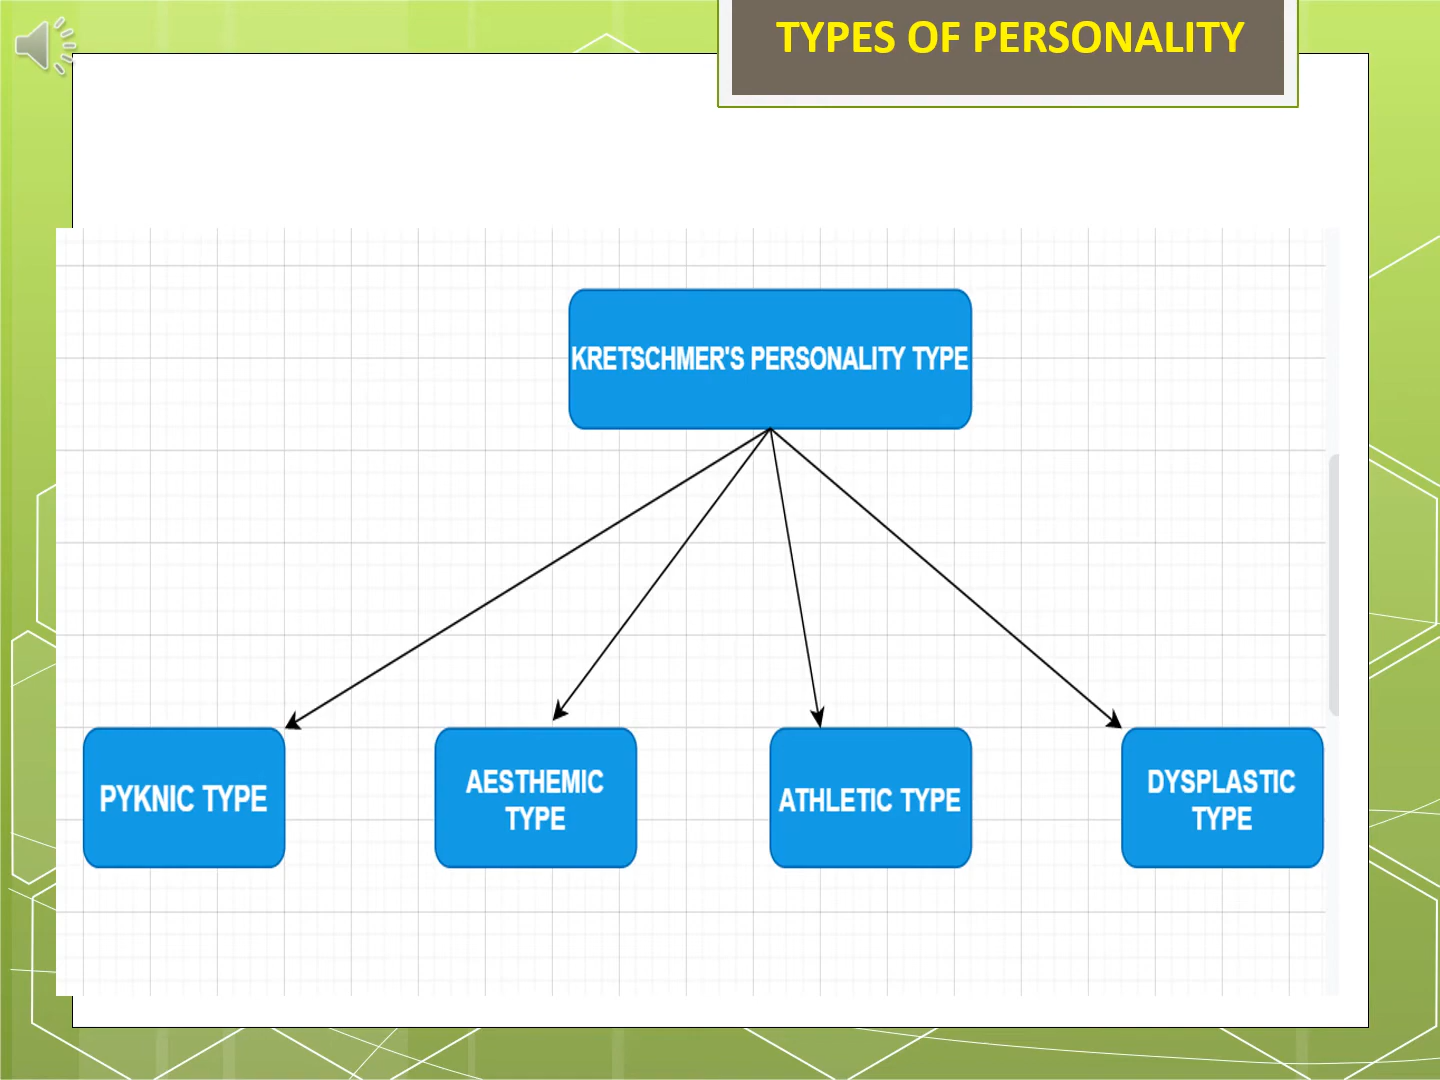 TYPES OF PERSONALITY
KRETSCHMER'S PERSONALITY TYPE
PYKNIC TYPE
AESTHEMIC
TYPE
ATHLETIC TYPE
DYSPLASTIC
TYPE